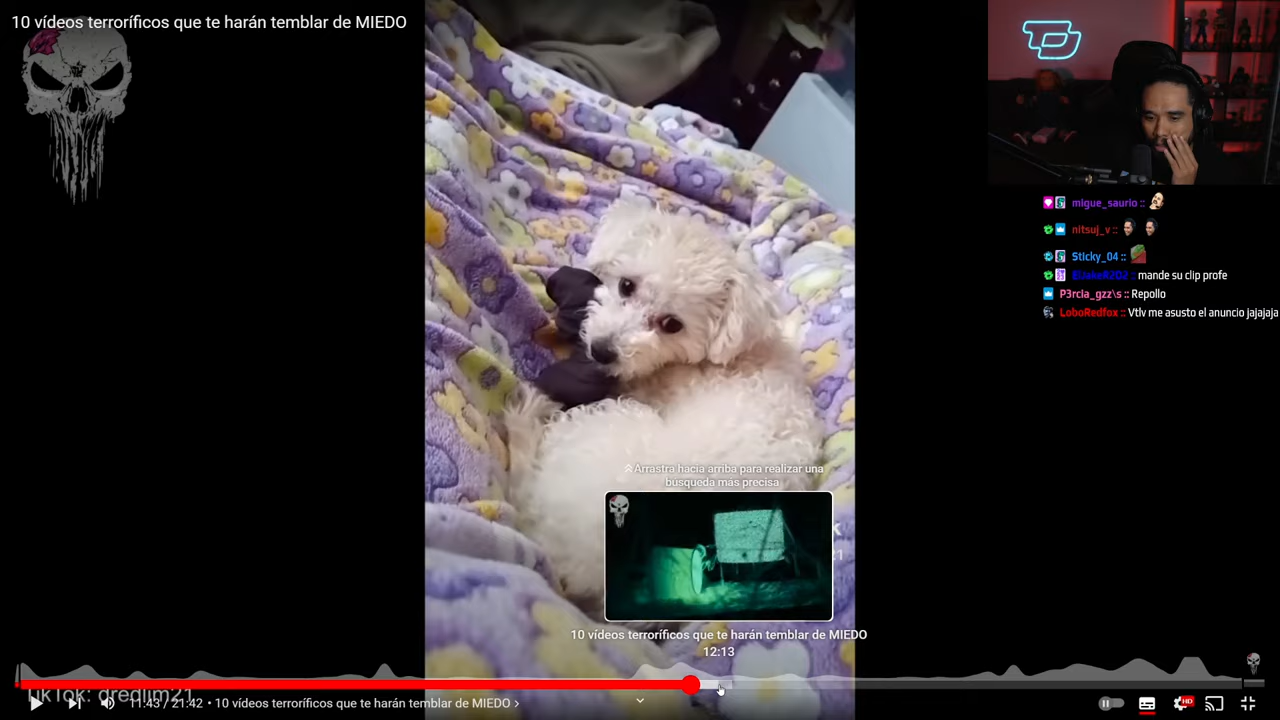 10 vídeos terroríficos que te harán temblar de MIEDO
migue_saurio ::
nitsuj_v ::
Sticky_04 ::
mande su clip profe
P3rcia_gzz\s :: Repollo
LoboRedfox :: Vtlv me asusto el anuncio jajajaja
Arrastra hacia arriba para realizar una
búsqueda más precisa
10 vídeos terroríficos que te harán temblar de MIEDO
12:13
TikTok: dredlim21
11:43 / 21:42 • 10 vídeos terroríficos que te harán temblar de MIEDO >
HD